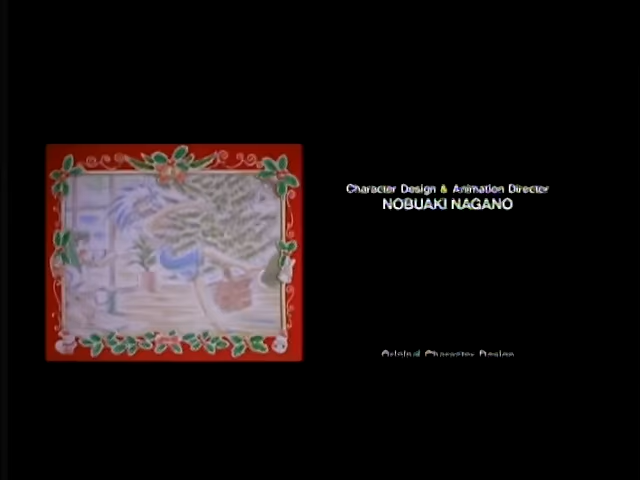 Character Design & Animation Director
NOBUAKI NAGANO
Original Character Design